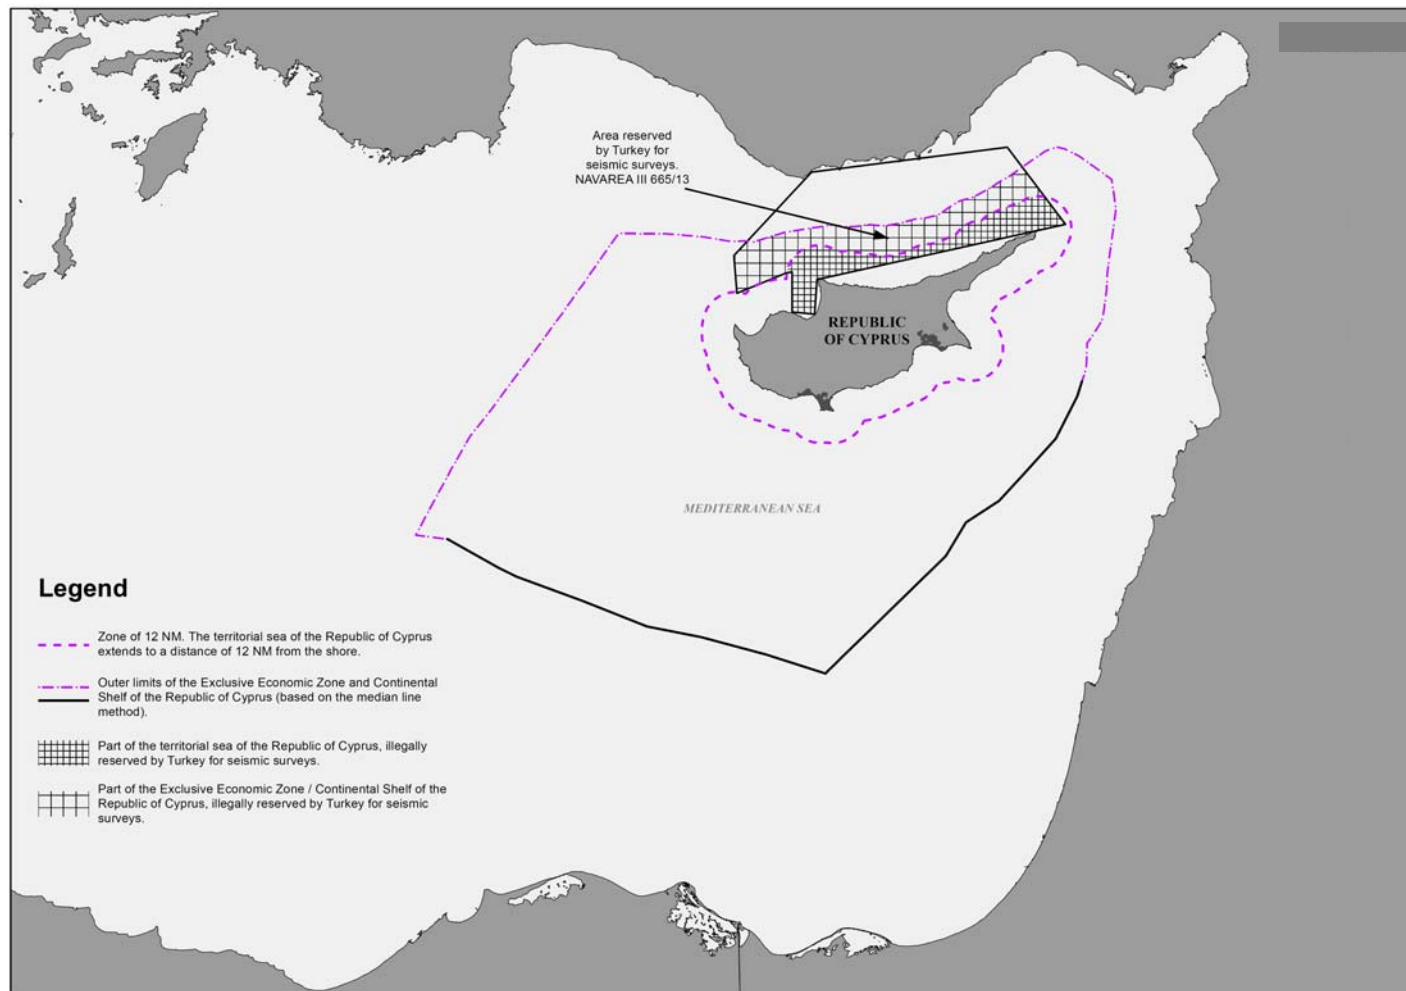 Area reserved
by Turkey for
seismic surveys.
NAVAREA III 665/13
REPUBLIC
OF CYPRUS
MEDITERRANEAN SEA
Legend
Zone of 12 NM. The territorial sea of the Republic of Cyprus
extends to a distance of 12 NM from the shore.
Outer limits of the Exclusive Economic Zone and Continental
Shelf of the Republic of Cyprus (based on the median line
method).
Part of the territorial sea of the Republic of Cyprus, illegally
reserved by Turkey for seismic surveys.
Part of the Exclusive Economic Zone / Continental Shelf of the
Republic of Cyprus, illegally reserved by Turkey for seismic
surveys.